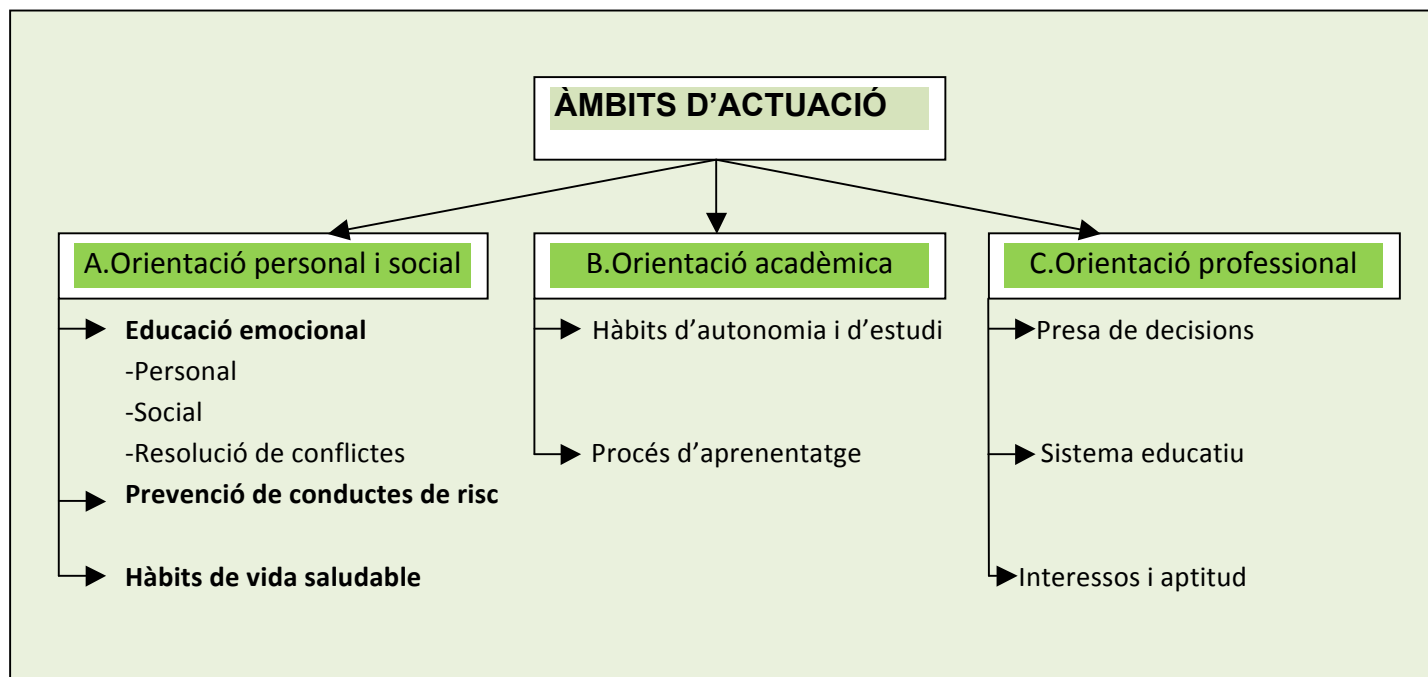 ÀMBITS D'ACTUACIÓ
A.Orientació personal i social
Educació emocional
-Personal
-Social
-Resolució de conflictes
Prevenció de conductes de risc
Hàbits de vida saludable
B.Orientació acadèmica
Hàbits d'autonomia i d'estudi
Procés d'aprenentatge
C.Orientació professional
Presa de decisions
Sistema educatiu
Interessos i aptitud